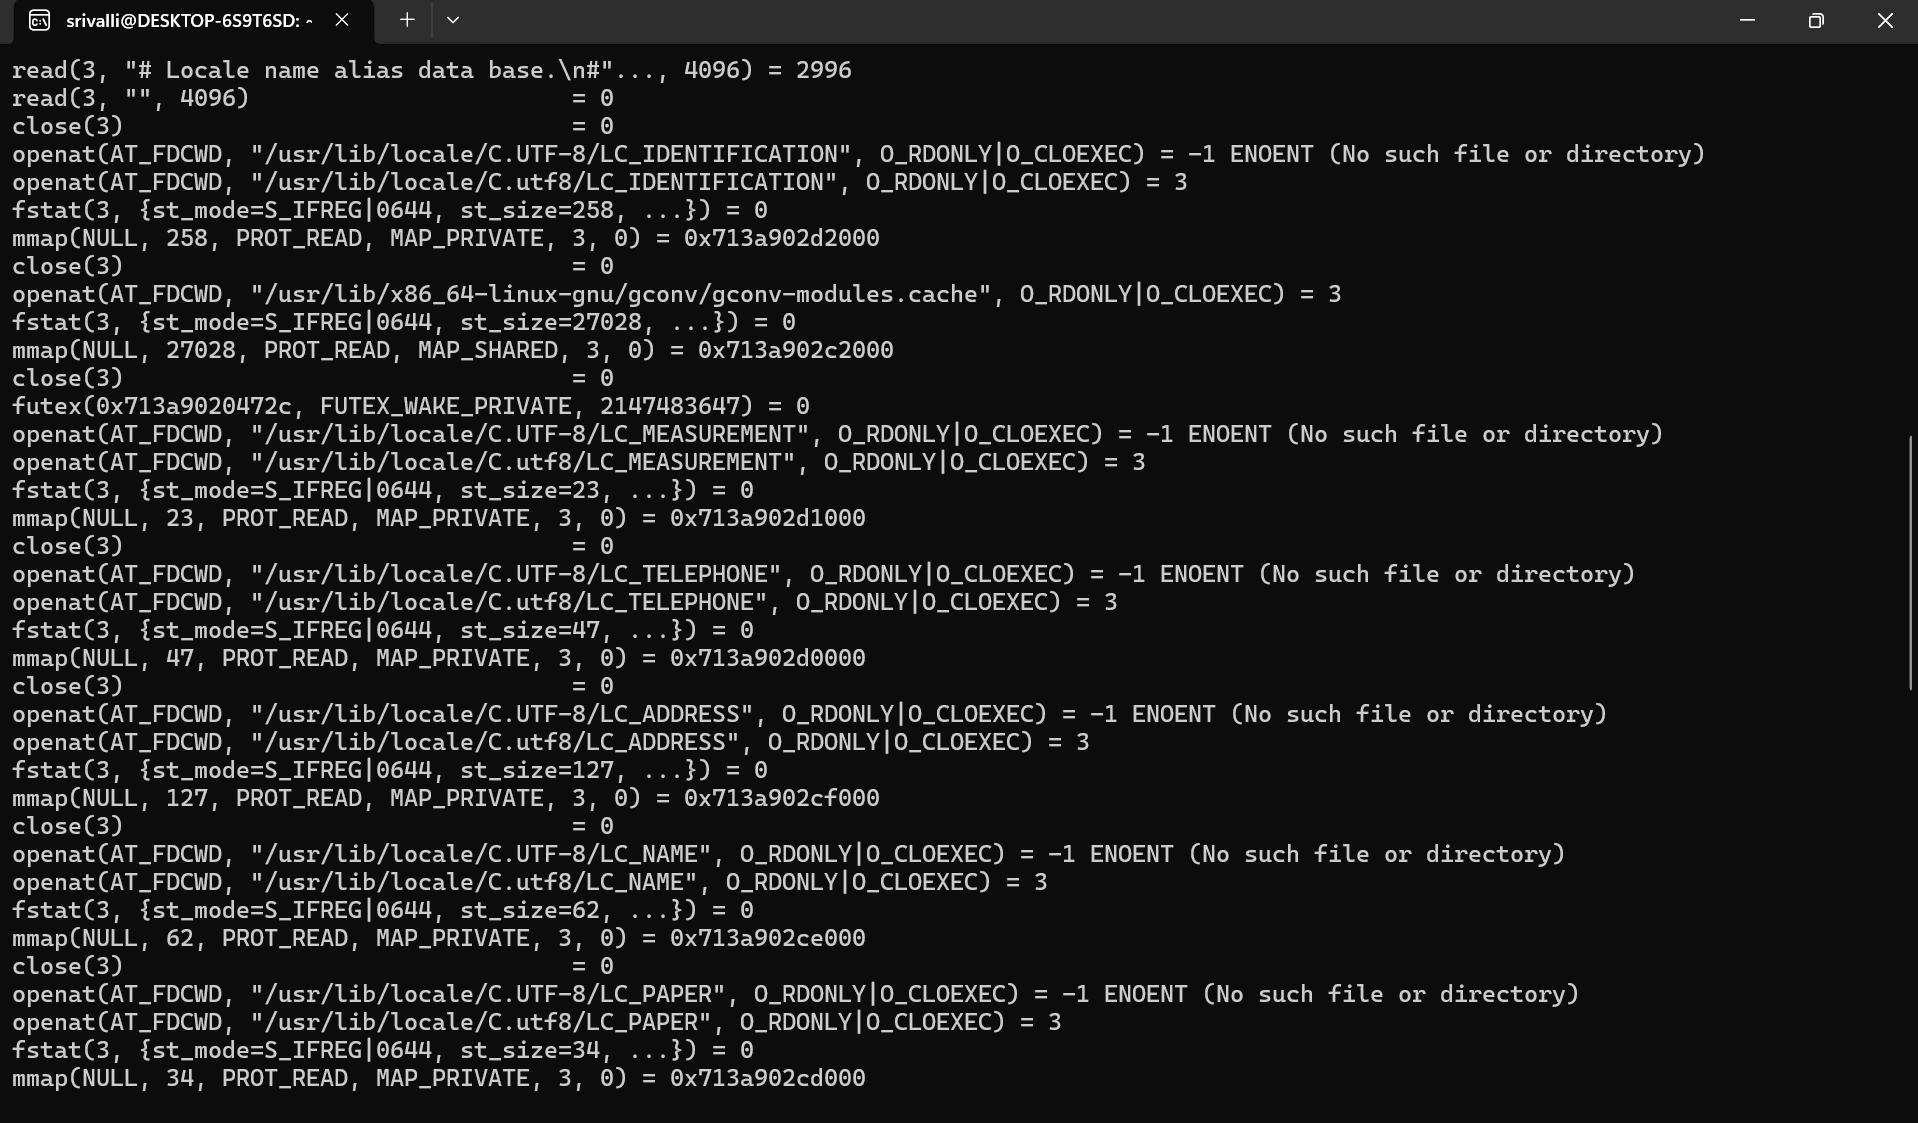 srivalli@DESKTOP-6S9T6SD: ~
read(3, "# Locale name alias data base.\n#"..., 4096) = 2996
read(3, "", 4096)                       = 0
close(3)                                = 0
openat(AT_FDCWD, "/usr/lib/locale/C.UTF-8/LC_IDENTIFICATION", O_RDONLY|O_CLOEXEC) = -1 ENOENT (No such file or directory)
openat(AT_FDCWD, "/usr/lib/locale/C.utf8/LC_IDENTIFICATION", O_RDONLY|O_CLOEXEC) = 3
fstat(3, {st_mode=S_IFREG|0644, st_size=258, ...}) = 0
mmap(NULL, 258, PROT_READ, MAP_PRIVATE, 3, 0) = 0x713a902d2000
close(3)                                = 0
openat(AT_FDCWD, "/usr/lib/x86_64-linux-gnu/gconv/gconv-modules.cache", O_RDONLY|O_CLOEXEC) = 3
fstat(3, {st_mode=S_IFREG|0644, st_size=27028, ...}) = 0
mmap(NULL, 27028, PROT_READ, MAP_SHARED, 3, 0) = 0x713a902c2000
close(3)                                = 0
futex(0x713a9020472c, FUTEX_WAKE_PRIVATE, 2147483647) = 0
openat(AT_FDCWD, "/usr/lib/locale/C.UTF-8/LC_MEASUREMENT", O_RDONLY|O_CLOEXEC) = -1 ENOENT (No such file or directory)
openat(AT_FDCWD, "/usr/lib/locale/C.utf8/LC_MEASUREMENT", O_RDONLY|O_CLOEXEC) = 3
fstat(3, {st_mode=S_IFREG|0644, st_size=23, ...}) = 0
mmap(NULL, 23, PROT_READ, MAP_PRIVATE, 3, 0) = 0x713a902d1000
close(3)                                = 0
openat(AT_FDCWD, "/usr/lib/locale/C.UTF-8/LC_TELEPHONE", O_RDONLY|O_CLOEXEC) = -1 ENOENT (No such file or directory)
openat(AT_FDCWD, "/usr/lib/locale/C.utf8/LC_TELEPHONE", O_RDONLY|O_CLOEXEC) = 3
fstat(3, {st_mode=S_IFREG|0644, st_size=47, ...}) = 0
mmap(NULL, 47, PROT_READ, MAP_PRIVATE, 3, 0) = 0x713a902d0000
close(3)                                = 0
openat(AT_FDCWD, "/usr/lib/locale/C.UTF-8/LC_ADDRESS", O_RDONLY|O_CLOEXEC) = -1 ENOENT (No such file or directory)
openat(AT_FDCWD, "/usr/lib/locale/C.utf8/LC_ADDRESS", O_RDONLY|O_CLOEXEC) = 3
fstat(3, {st_mode=S_IFREG|0644, st_size=127, ...}) = 0
mmap(NULL, 127, PROT_READ, MAP_PRIVATE, 3, 0) = 0x713a902cf000
close(3)                                = 0
openat(AT_FDCWD, "/usr/lib/locale/C.UTF-8/LC_NAME", O_RDONLY|O_CLOEXEC) = -1 ENOENT (No such file or directory)
openat(AT_FDCWD, "/usr/lib/locale/C.utf8/LC_NAME", O_RDONLY|O_CLOEXEC) = 3
fstat(3, {st_mode=S_IFREG|0644, st_size=62, ...}) = 0
mmap(NULL, 62, PROT_READ, MAP_PRIVATE, 3, 0) = 0x713a902ce000
close(3)                                = 0
openat(AT_FDCWD, "/usr/lib/locale/C.UTF-8/LC_PAPER", O_RDONLY|O_CLOEXEC) = -1 ENOENT (No such file or directory)
openat(AT_FDCWD, "/usr/lib/locale/C.utf8/LC_PAPER", O_RDONLY|O_CLOEXEC) = 3
fstat(3, {st_mode=S_IFREG|0644, st_size=34, ...}) = 0
mmap(NULL, 34, PROT_READ, MAP_PRIVATE, 3, 0) = 0x713a902cd000